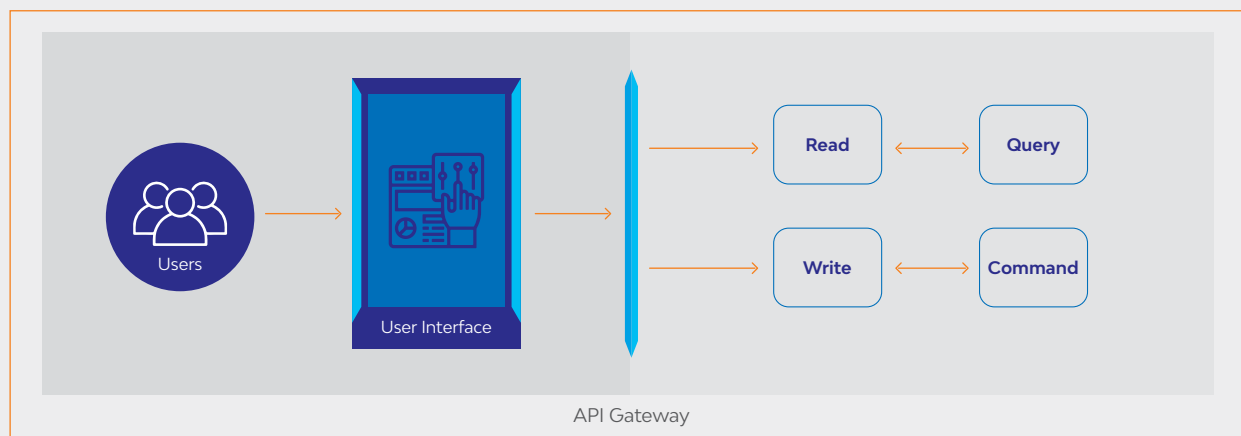 Users
User Interface
Read
Query
Write
Command
API Gateway